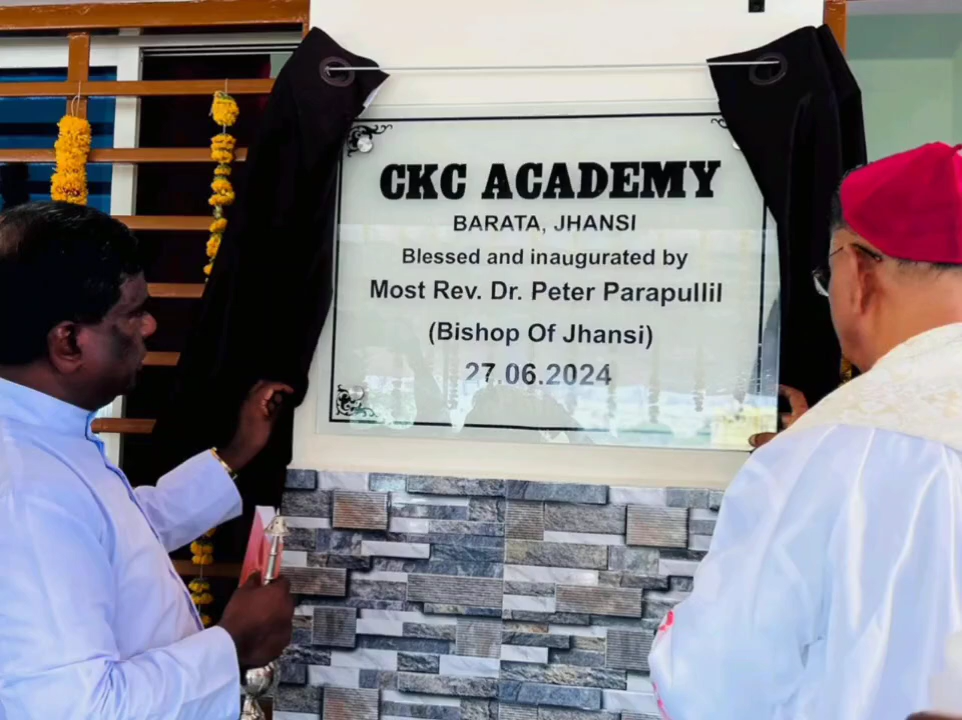 CKC ACADEMY
BARATA, JHANSI
Blessed and inaugurated by
Most Rev. Dr. Peter Parapullil
(Bishop Of Jhansi)
27.06.2024